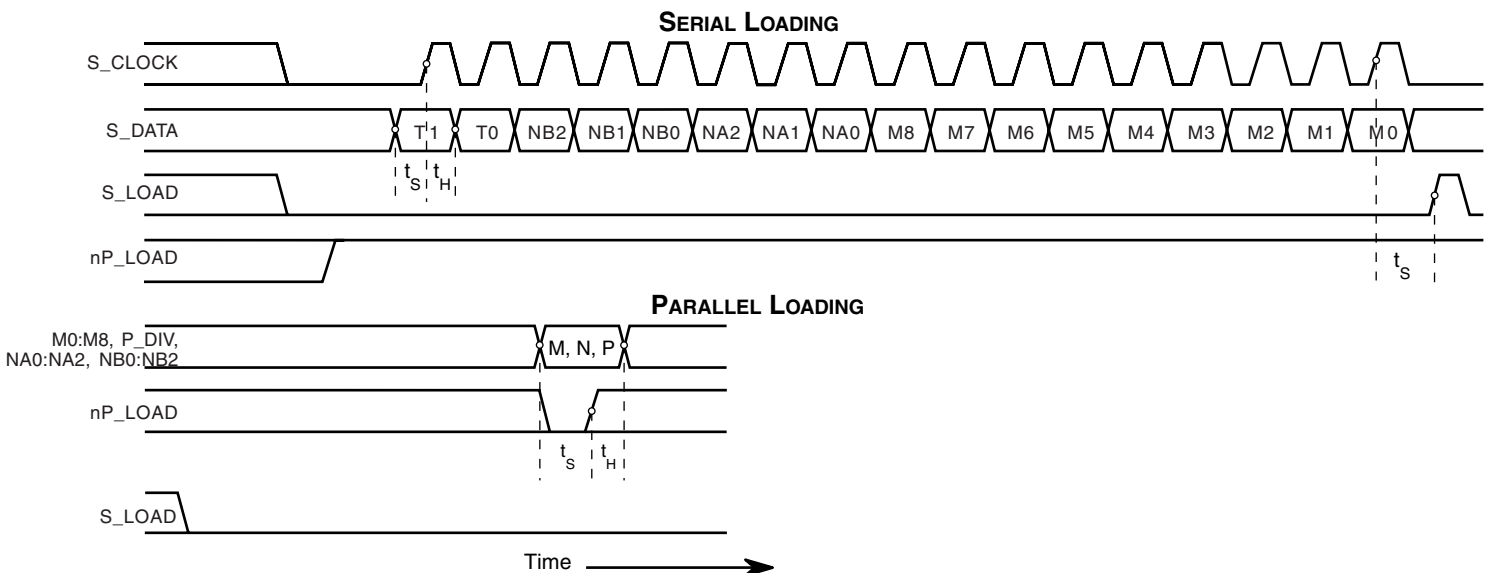 SERIAL LOADING
S_CLOCK
S_DATA T1 T0 NB2 NB1 NB0 NA2 NA1 NA0 M8 M7 M6 M5 M4 M3 M2 M1 M0
tS tH
S_LOAD
nP_LOAD
tS
PARALLEL LOADING
M0:M8, P_DIV,
NA0:NA2, NB0:NB2
M, N, P
nP_LOAD
tS tH
S_LOAD
Time